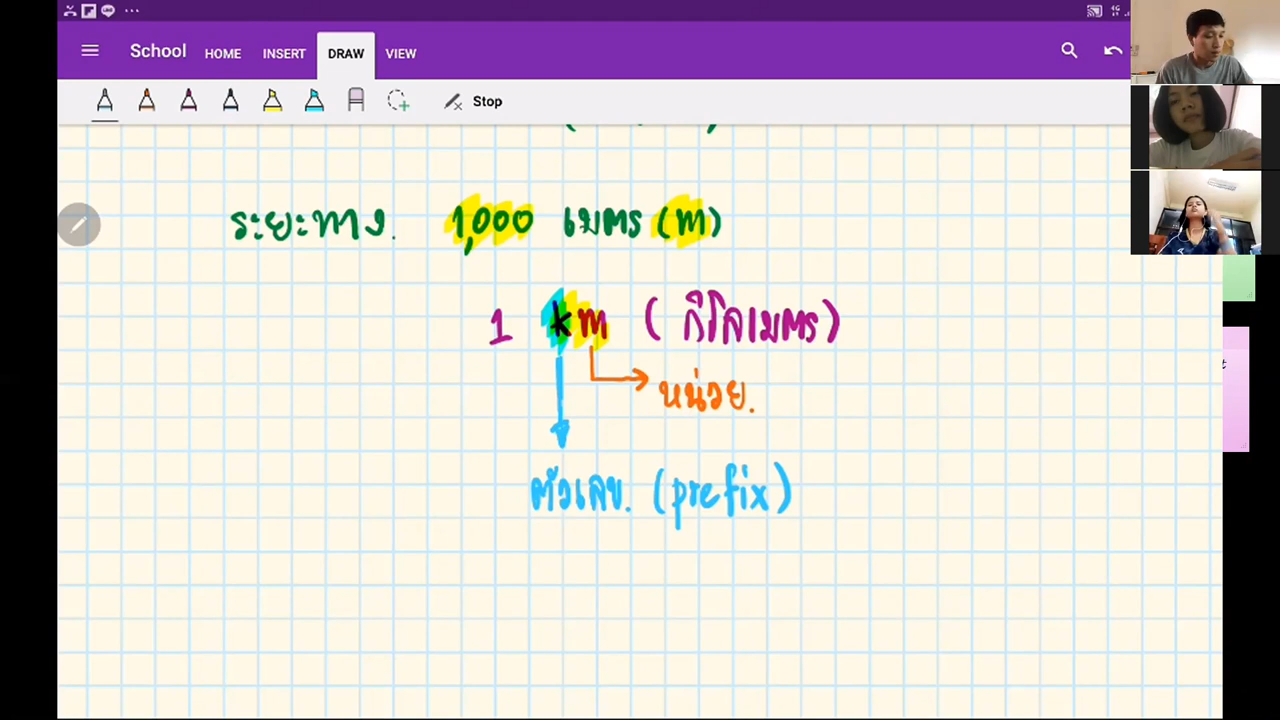 School HOME INSERT DRAW VIEW
Stop
ระยะทาง. 1,000 เมตร (m)
1 km (กิโลเมตร)
หน่วย.
ตัวเลข. (prefix)